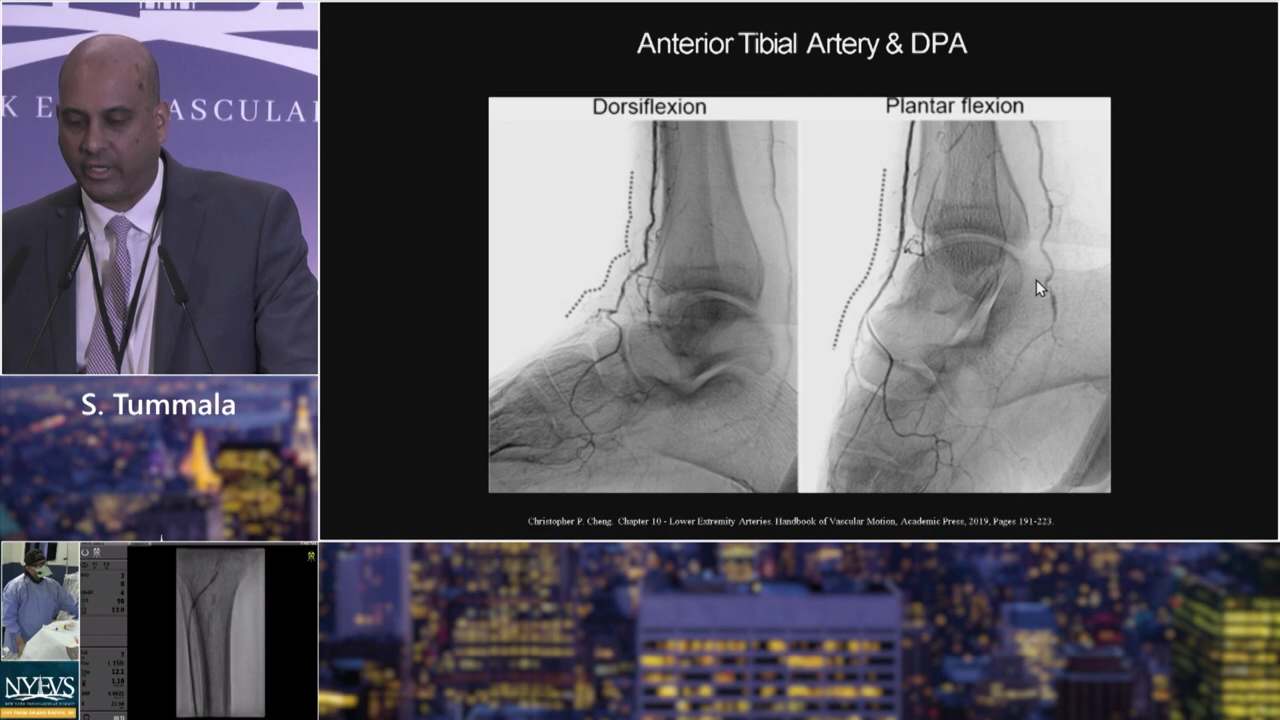 K E ASCULAR
Anterior Tibial Artery & DPA
Dorsiflexion
Plantar flexion
Christopher P. Cheng. Chapter 10 - Lower Extremity Arteries. Handbook of Vascular Motion, Academic Press, 2019, Pages 191-223.
S. Tummala
NYEVS